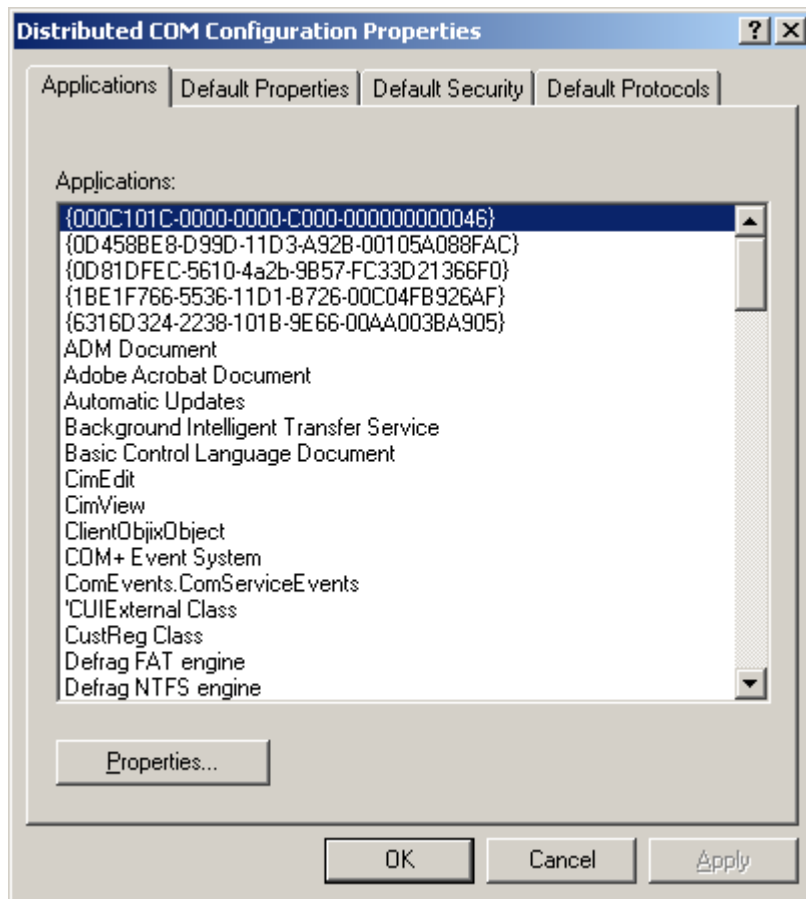 Distributed COM Configuration Properties
Applications Default Properties Default Security Default Protocols
Applications:
{000C101C-0000-0000-C000-000000000046}
{0D458BE8-D99D-11D3-A92B-00105A088FAC}
{0D81DFEC-5610-4a2b-9B57-FC33D21366F0}
{1BE1F766-5536-11D1-B726-00C04FB926AF}
{6316D324-2238-101B-9E66-00AA003BA905}
ADM Document
Adobe Acrobat Document
Automatic Updates
Background Intelligent Transfer Service
Basic Control Language Document
CimEdit
CimView
ClientObjixObject
COM+ Event System
ComEvents.ComServiceEvents
'CUIExternal Class
CustReg Class
Defrag FAT engine
Defrag NTFS engine
Properties...
OK Cancel Apply